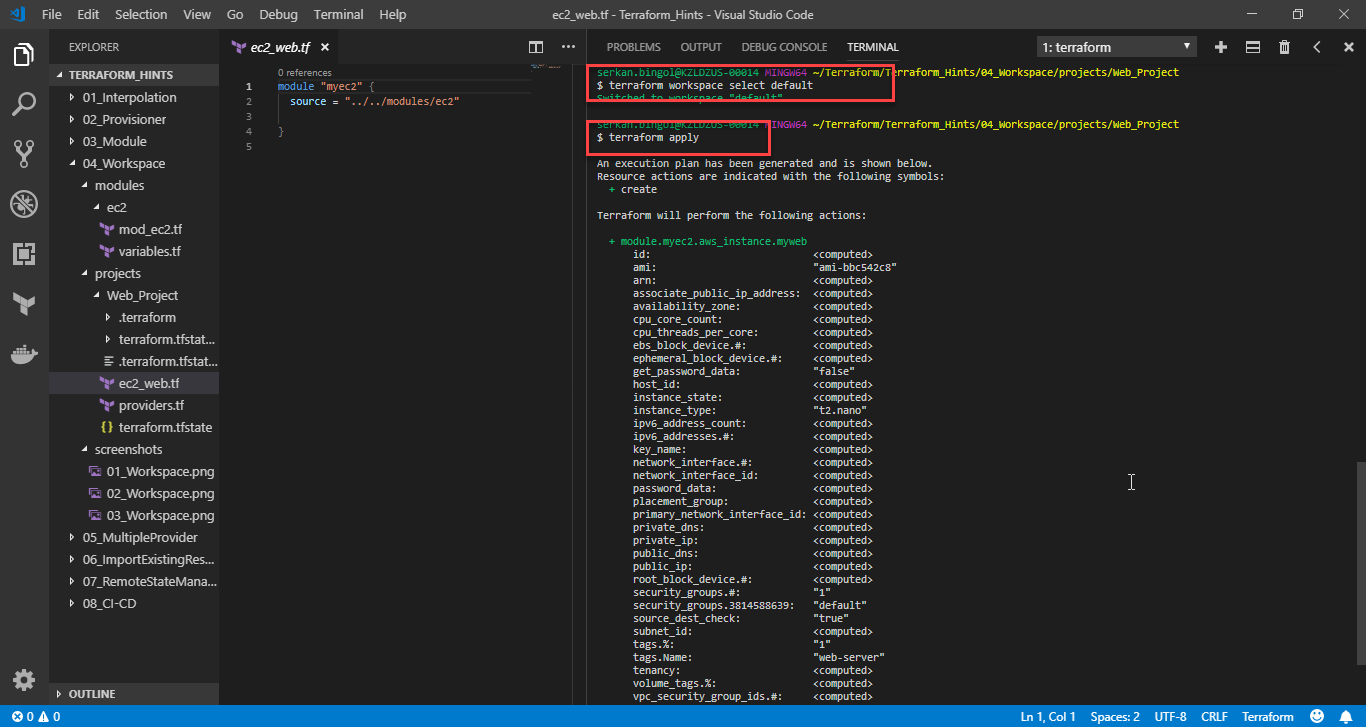 File Edit Selection View Go Debug Terminal Help
ec2_web.tf - Terraform_Hints - Visual Studio Code
EXPLORER
TERRAFORM_HINTS
01_Interpolation
02_Provisioner
03_Module
04_Workspace
modules
ec2
mod_ec2.tf
variables.tf
projects
Web_Project
.terraform
terraform.tfstat...
.terraform.tfstat...
ec2_web.tf
providers.tf
{} terraform.tfstate
screenshots
01_Workspace.png
02_Workspace.png
03_Workspace.png
05_MultipleProvider
06_ImportExistingRes...
07_RemoteStateMana...
08_CI-CD
OUTLINE
ec2_web.tf
0 references
1 module "myec2" {
2 source = "../../modules/ec2"
3
4 }
5
PROBLEMS OUTPUT DEBUG CONSOLE TERMINAL
1: terraform
serkan.bingol@KZLDZUS-00014 MINGW64 ~/Terraform/Terraform_Hints/04_Workspace/projects/Web_Project
$ terraform workspace select default
Switched to workspace "default".
serkan.bingol@KZLDZUS-00014 MINGW64 ~/Terraform/Terraform_Hints/04_Workspace/projects/Web_Project
$ terraform apply
An execution plan has been generated and is shown below.
Resource actions are indicated with the following symbols:
+ create
Terraform will perform the following actions:
+ module.myec2.aws_instance.myweb
id: <computed>
ami: "ami-bbc542c8"
arn: <computed>
associate_public_ip_address: <computed>
availability_zone: <computed>
cpu_core_count: <computed>
cpu_threads_per_core: <computed>
ebs_block_device.#: <computed>
ephemeral_block_device.#: <computed>
get_password_data: "false"
host_id: <computed>
instance_state: <computed>
instance_type: "t2.nano"
ipv6_address_count: <computed>
ipv6_addresses.#: <computed>
key_name: <computed>
network_interface.#: <computed>
network_interface_id: <computed>
password_data: <computed>
placement_group: <computed>
primary_network_interface_id: <computed>
private_dns: <computed>
private_ip: <computed>
public_dns: <computed>
public_ip: <computed>
root_block_device.#: <computed>
security_groups.#: "1"
security_groups.3814588639: "default"
source_dest_check: "true"
subnet_id: <computed>
tags.%: "1"
tags.Name: "web-server"
tenancy: <computed>
volume_tags.%: <computed>
vpc_security_group_ids.#: <computed>
0 0
Ln 1, Col 1 Spaces: 2 UTF-8 CRLF Terraform